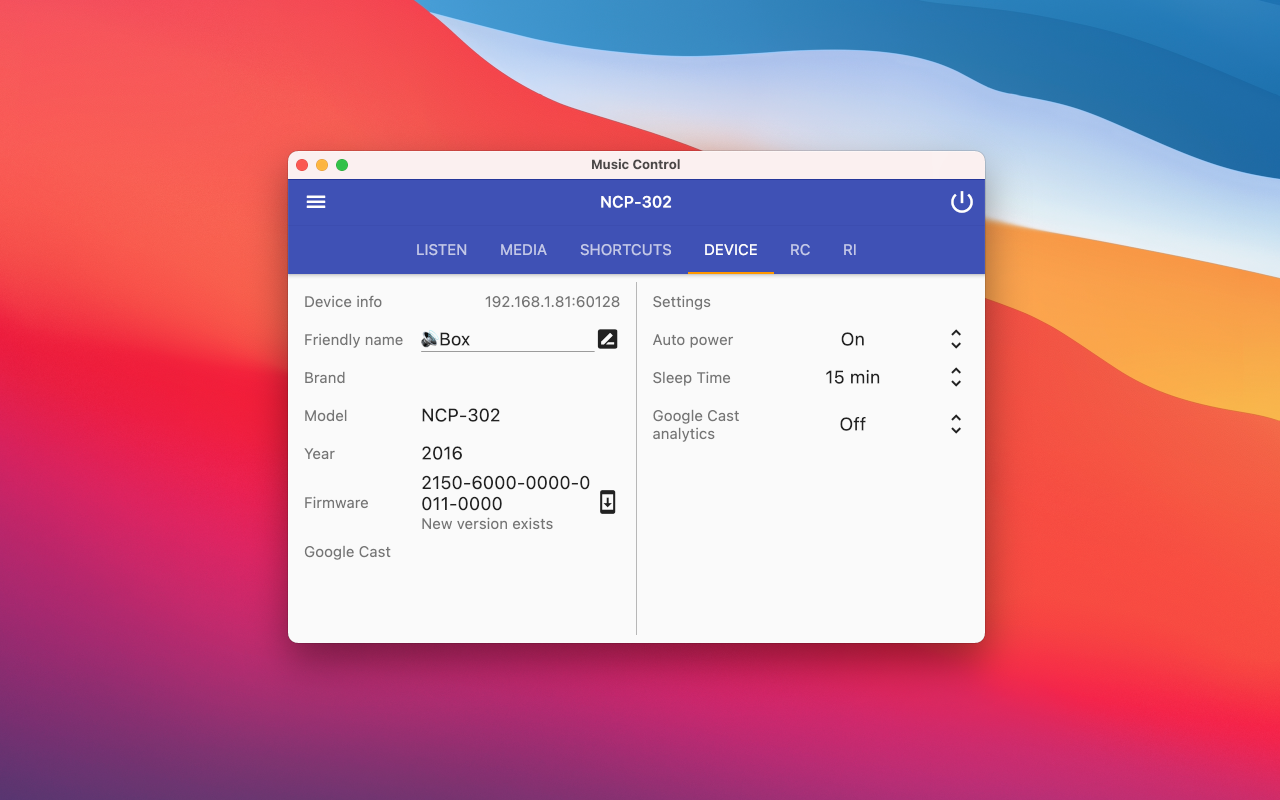 Music Control
NCP-302
LISTEN MEDIA SHORTCUTS DEVICE RC RI
Device info 192.168.1.81:60128
Friendly name 🔊Box
Brand
Model NCP-302
Year 2016
Firmware 2150-6000-0000-0
011-0000
New version exists
Google Cast
Settings
Auto power On
Sleep Time 15 min
Google Cast
analytics Off